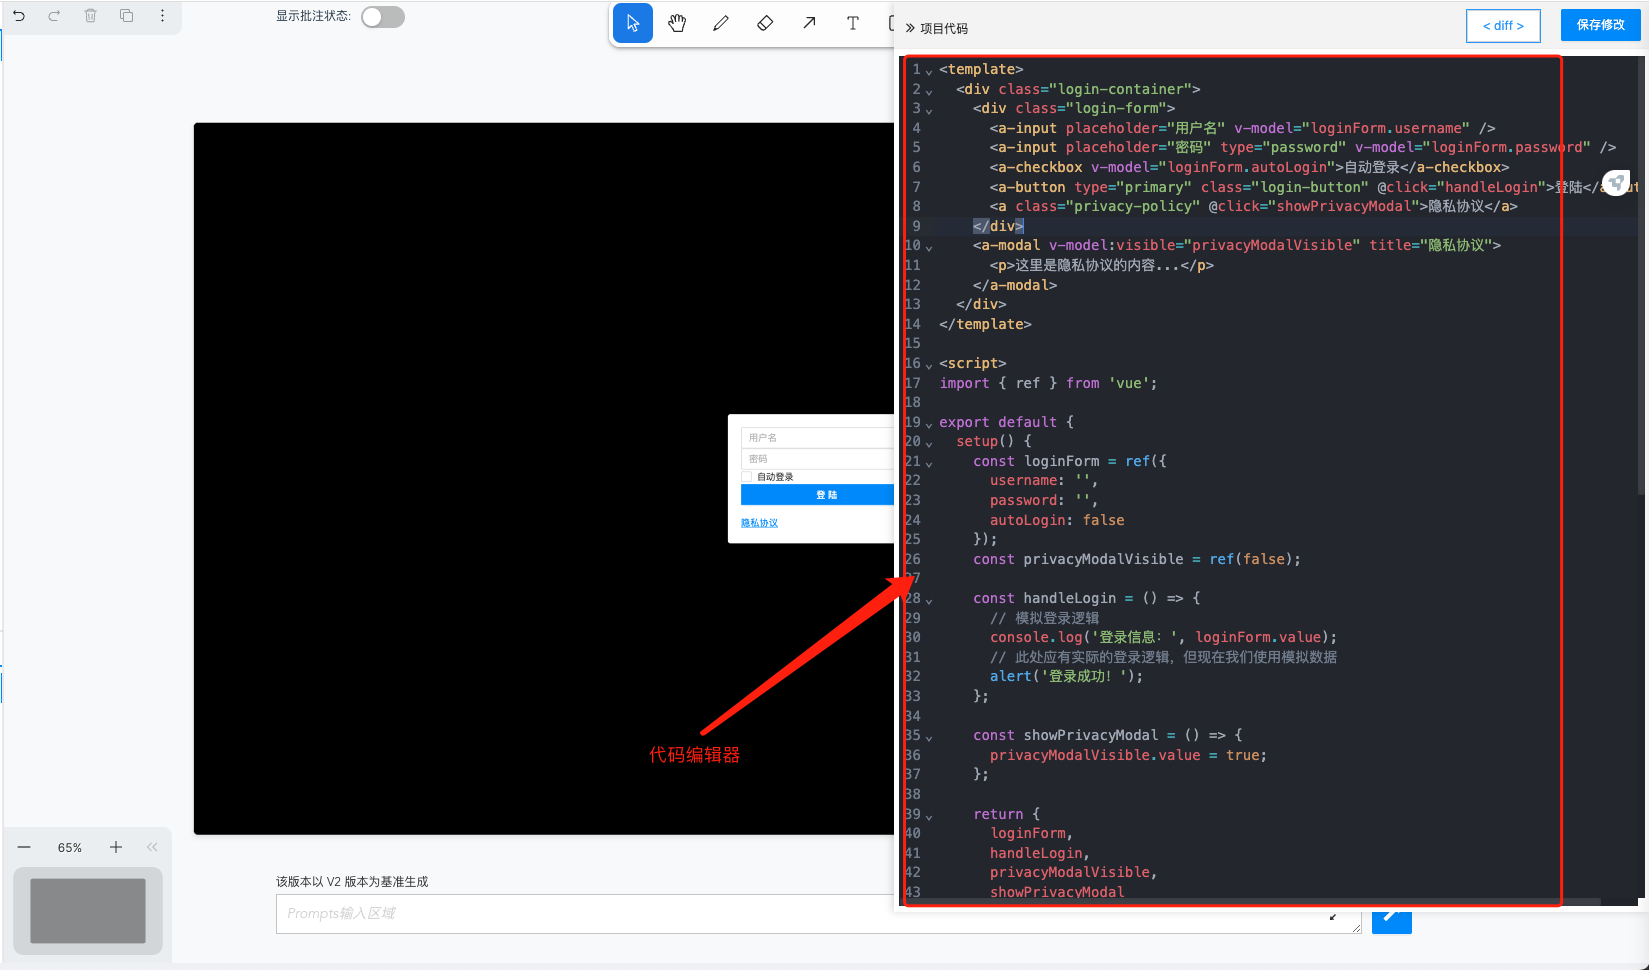 显示批注状态:
T
项目代码
< diff >
保存修改
用户名
密码
自动登录
登 陆
隐私协议
代码编辑器
65%
该版本以 V2 版本为基准生成
Prompts输入区域
1 <template>
2 <div class="login-container">
3 <div class="login-form">
4 <a-input placeholder="用户名" v-model="loginForm.username" />
5 <a-input placeholder="密码" type="password" v-model="loginForm.password" />
6 <a-checkbox v-model="loginForm.autoLogin">自动登录</a-checkbox>
7 <a-button type="primary" class="login-button" @click="handleLogin">登陆</
8 <a class="privacy-policy" @click="showPrivacyModal">隐私协议</a>
9 </div>
10 <a-modal v-model:visible="privacyModalVisible" title="隐私协议">
11 <p>这里是隐私协议的内容...</p>
12 </a-modal>
13 </div>
14 </template>
15
16 <script>
17 import { ref } from 'vue';
18
19 export default {
20 setup() {
21 const loginForm = ref({
22 username: '',
23 password: '',
24 autoLogin: false
25 });
26 const privacyModalVisible = ref(false);
27
28 const handleLogin = () => {
29 // 模拟登录逻辑
30 console.log('登录信息：', loginForm.value);
31 // 此处应有实际的登录逻辑，但现在我们使用模拟数据
32 alert('登录成功！');
33 };
34
35 const showPrivacyModal = () => {
36 privacyModalVisible.value = true;
37 };
38
39 return {
40 loginForm,
41 handleLogin,
42 privacyModalVisible,
43 showPrivacyModal